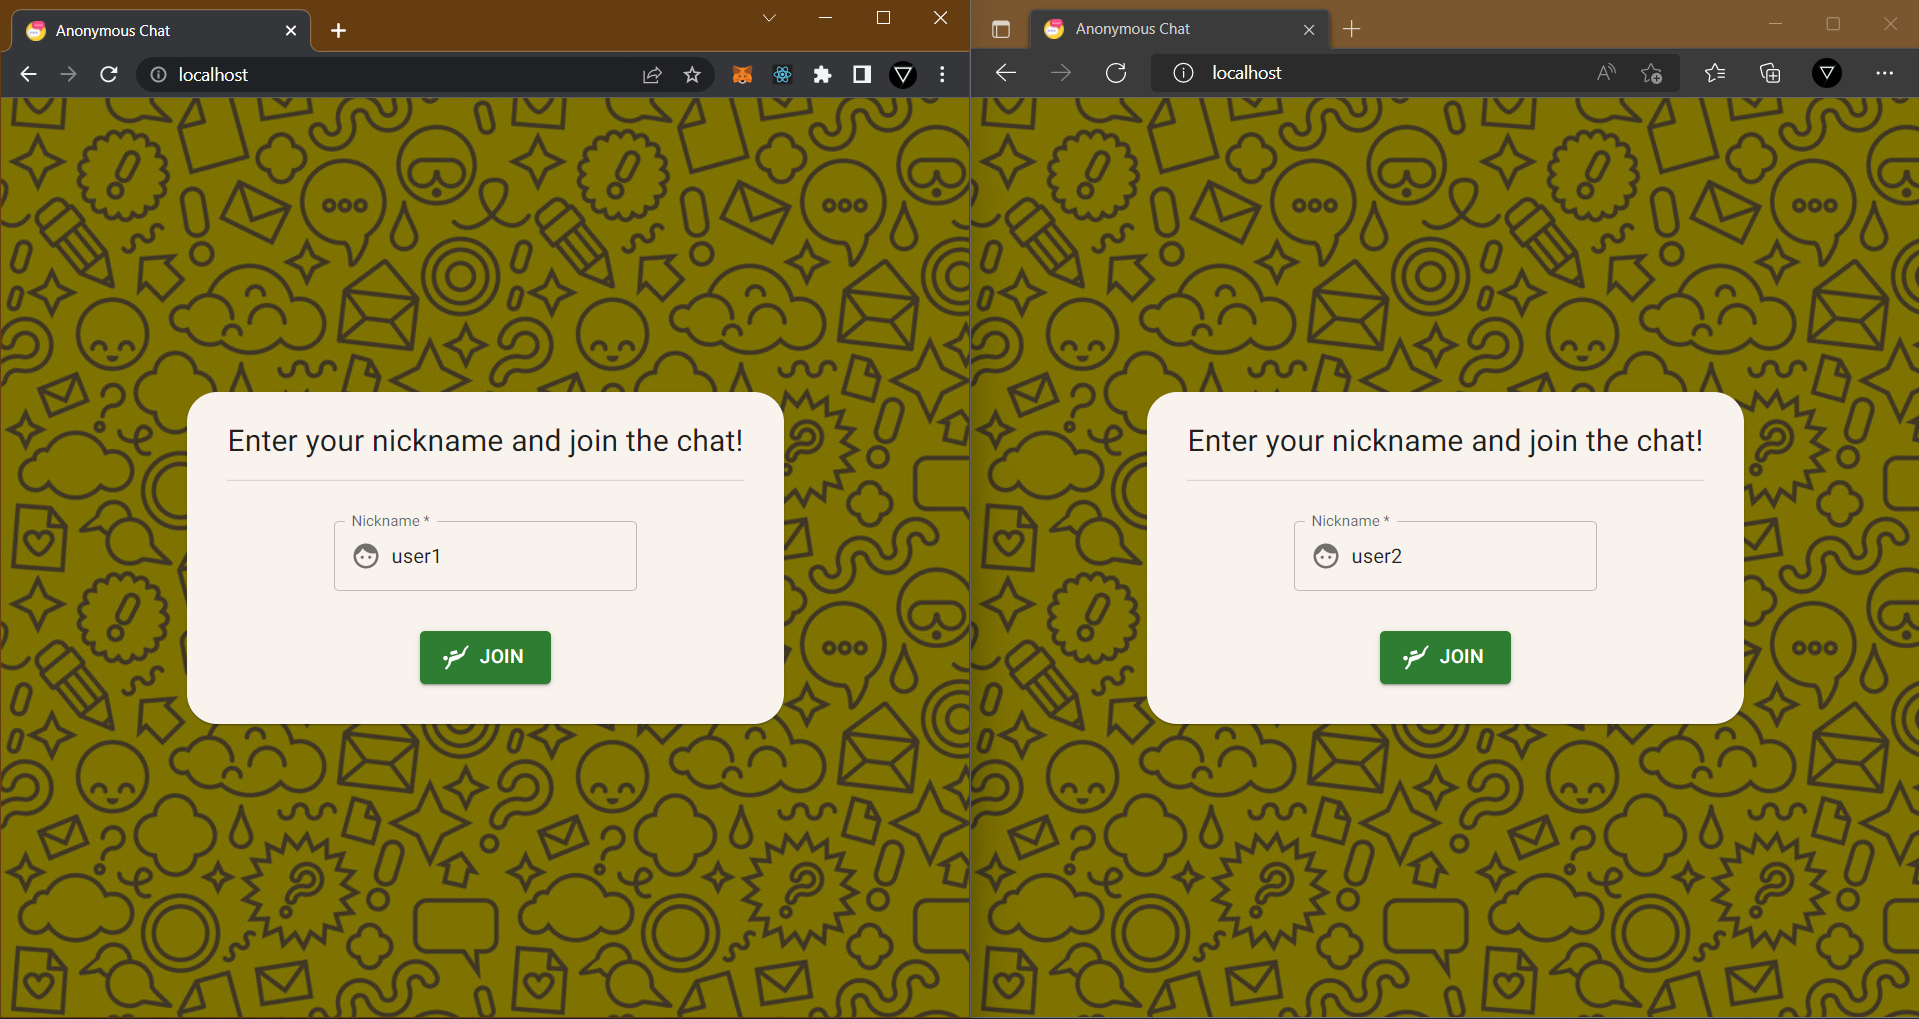 Anonymous Chat
localhost
Enter your nickname and join the chat!
Nickname *
user1
JOIN
Anonymous Chat
localhost
Enter your nickname and join the chat!
Nickname *
user2
JOIN